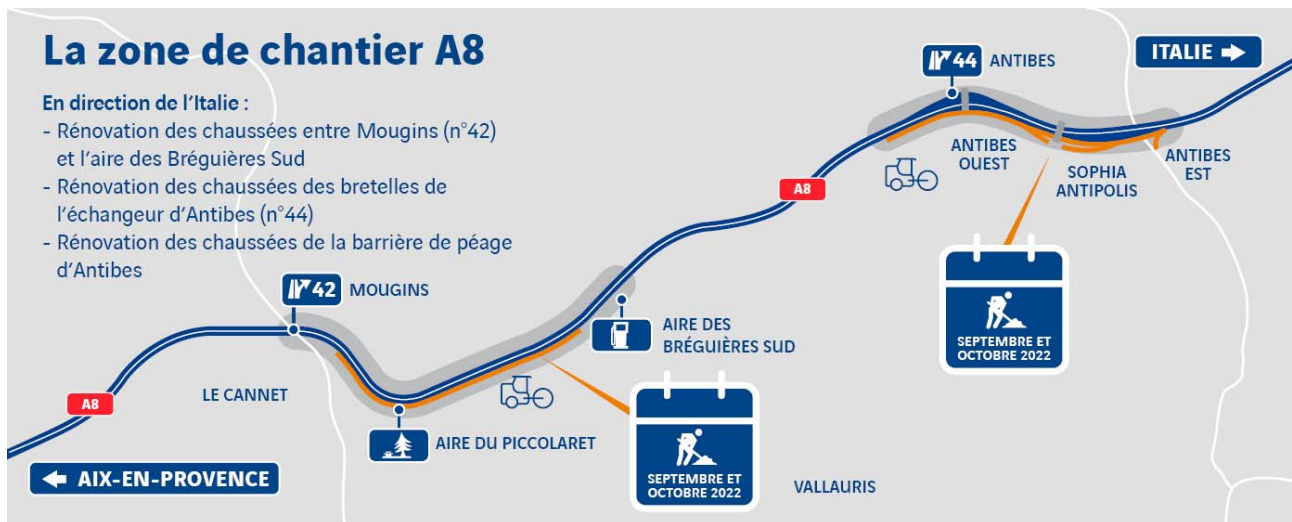 La zone de chantier A8
En direction de l'Italie :
- Rénovation des chaussées entre Mougins (n°42)
et l'aire des Bréguières Sud
- Rénovation des chaussées des bretelles de
l'échangeur d'Antibes (n°44)
- Rénovation des chaussées de la barrière de péage
d'Antibes
44 ANTIBES
ITALIE
ANTIBES
OUEST
SOPHIA
ANTIPOLIS
ANTIBES
EST
A8
42 MOUGINS
AIRE DES
BRÉGUIÈRES SUD
SEPTEMBRE ET
OCTOBRE 2022
LE CANNET
A8
AIRE DU PICCOLARET
AIX-EN-PROVENCE
SEPTEMBRE ET
OCTOBRE 2022
VALLAURIS